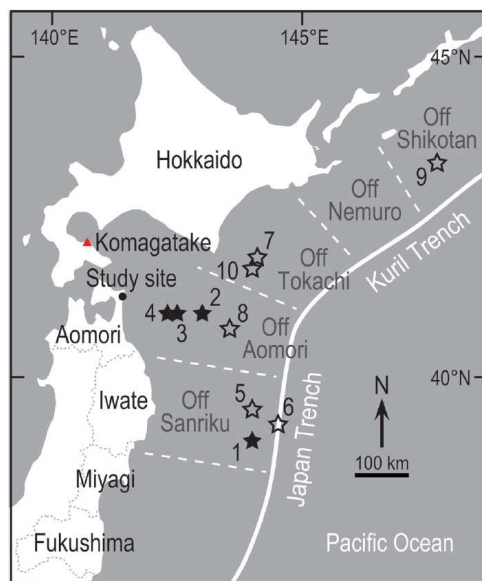 140°E
145°E
45°N
Off
Shikotan
9
Hokkaido
Off
Nemuro
Komagatake
7
10
Off
Tokachi
Kuril Trench
Study site
4
3
2
8
Off
Aomori
Aomori
40°N
Iwate
Off
Sanriku
5
6
1
Japan Trench
N
100 km
Miyagi
Fukushima
Pacific Ocean